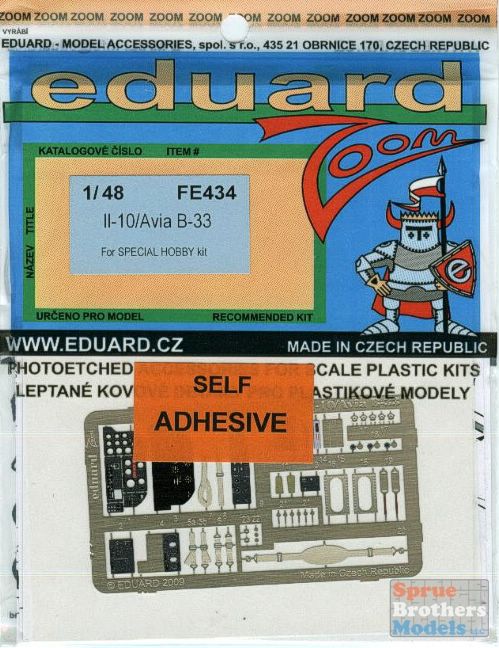 ZOOM ZOOM ZOOM ZOOM ZOOM ZOOM ZOOM ZOOM ZOOM ZOOM
VYRÁBÍ
EDUARD - MODEL ACCESSORIES, spol. s r.o., 435 21 OBRNICE 170, CZECH REPUBLIC
eduard
Zoom
KATALOGOVÉ ČÍSLO ITEM #
1/48 FE434
Il-10/Avia B-33
For SPECIAL HOBBY kit
NÁZEV TITLE
URČENO PRO MODEL RECOMMENDED KIT
e
WWW.EDUARD.CZ MADE IN CZECH REPUBLIC
PHOTOETCHED FOR SCALE PLASTIC KITS
LEPTANÉ KOVOVÉ PRO PLASTIKOVÉ MODELY
SELF
ADHESIVE
eduard
Zoom
© EDUARD 2009
Made in Czech Republic
Sprue
Brothers
Models LLC